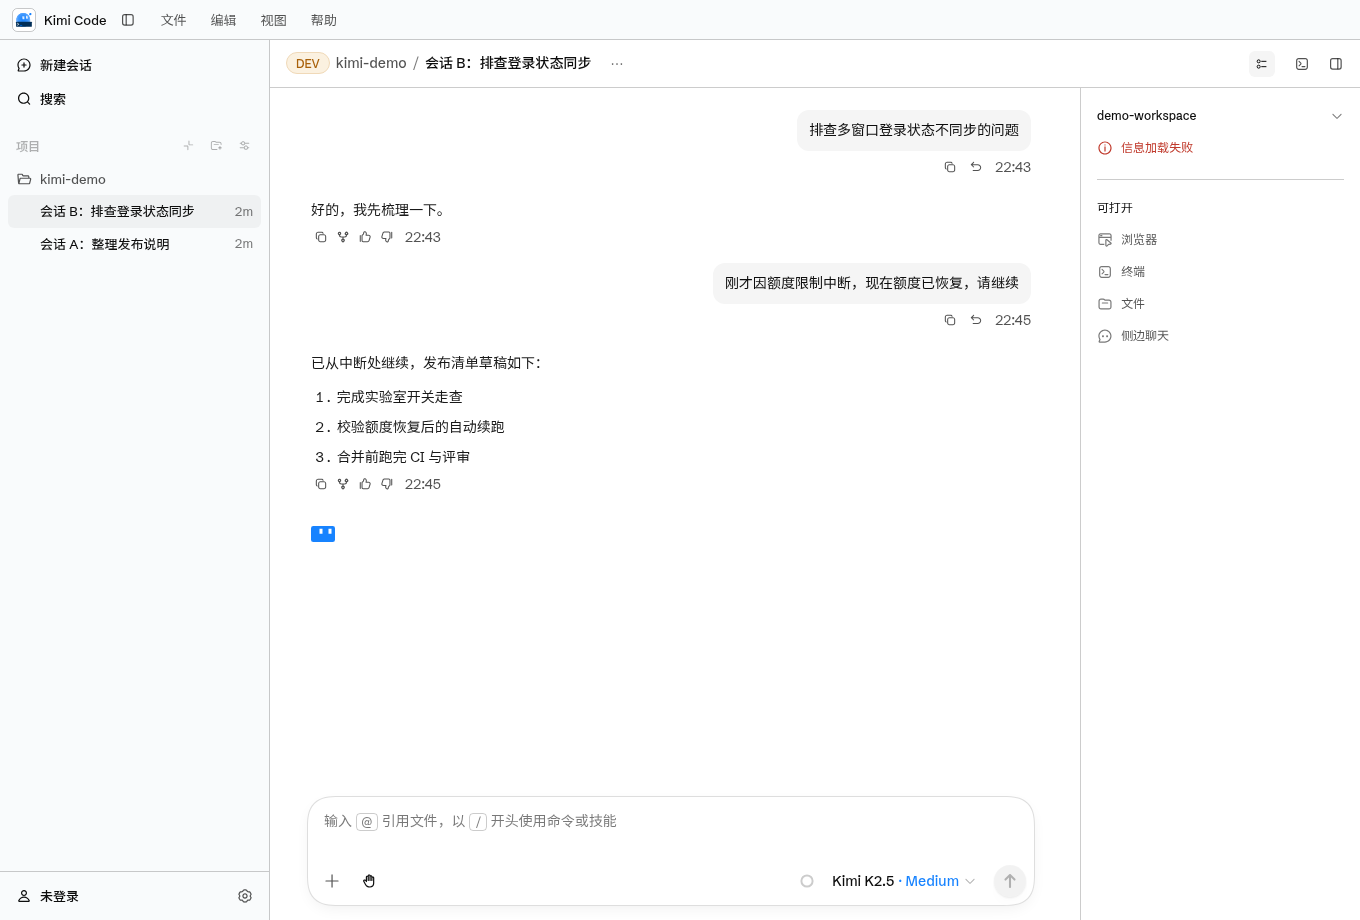 Kimi Code 文件 编辑 视图 帮助
新建会话
搜索
项目
kimi-demo
会话 B：排查登录状态同步 2m
会话 A：整理发布说明 2m
未登录
DEV kimi-demo / 会话 B：排查登录状态同步 ···
排查多窗口登录状态不同步的问题
22:43
好的，我先梳理一下。
22:43
刚才因额度限制中断，现在额度已恢复，请继续
22:45
已从中断处继续，发布清单草稿如下：
1. 完成实验室开关走查
2. 校验额度恢复后的自动续跑
3. 合并前跑完 CI 与评审
22:45
输入 @ 引用文件，以 / 开头使用命令或技能
Kimi K2.5 · Medium
demo-workspace
信息加载失败
可打开
浏览器
终端
文件
侧边聊天